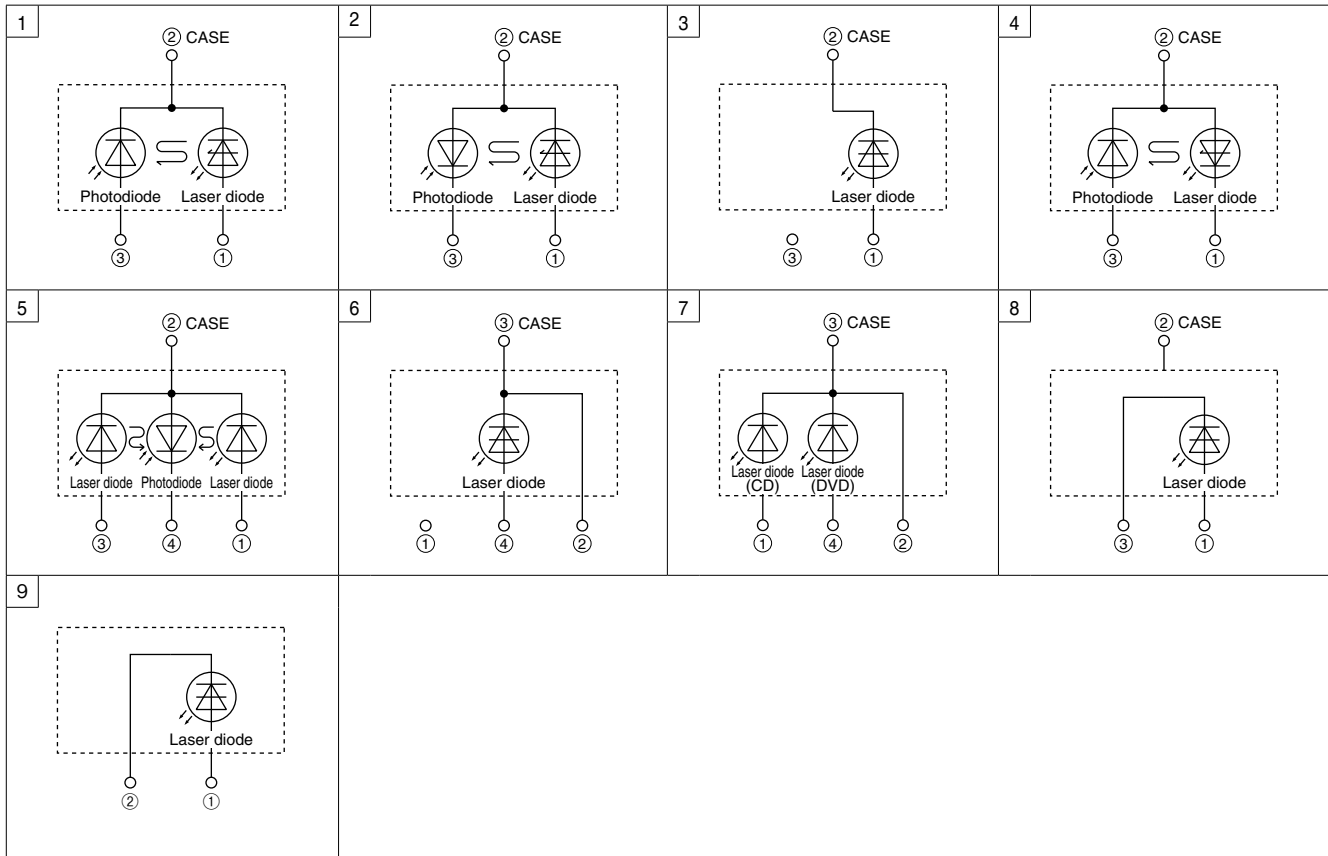 1
② CASE
Photodiode Laser diode
③ ①
2
② CASE
Photodiode Laser diode
③ ①
3
② CASE
Laser diode
③ ①
4
② CASE
Photodiode Laser diode
③ ①
5
② CASE
Laser diode Photodiode Laser diode
③ ④ ①
6
③ CASE
Laser diode
① ④ ②
7
③ CASE
Laser diode Laser diode
(CD) (DVD)
① ④ ②
8
② CASE
Laser diode
③ ①
9
Laser diode
② ①